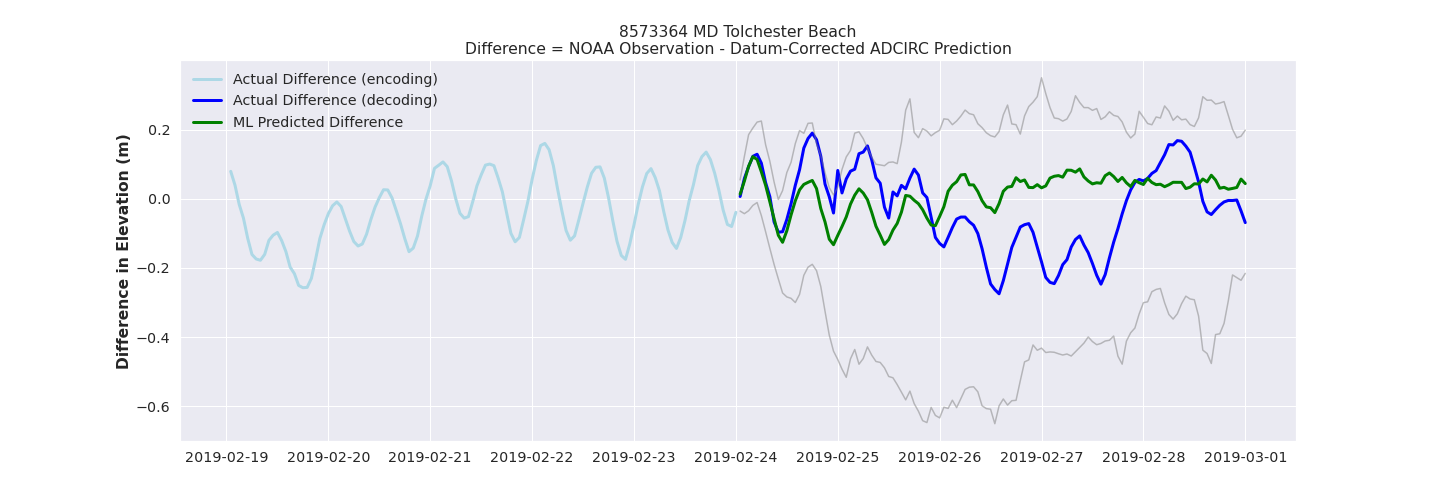 8573364 MD Tolchester Beach
Difference = NOAA Observation - Datum-Corrected ADCIRC Prediction
Actual Difference (encoding)
Actual Difference (decoding)
ML Predicted Difference
Difference in Elevation (m)
0.2
0.0
−0.2
−0.4
−0.6
2019-02-19 2019-02-20 2019-02-21 2019-02-22 2019-02-23 2019-02-24 2019-02-25 2019-02-26 2019-02-27 2019-02-28 2019-03-01